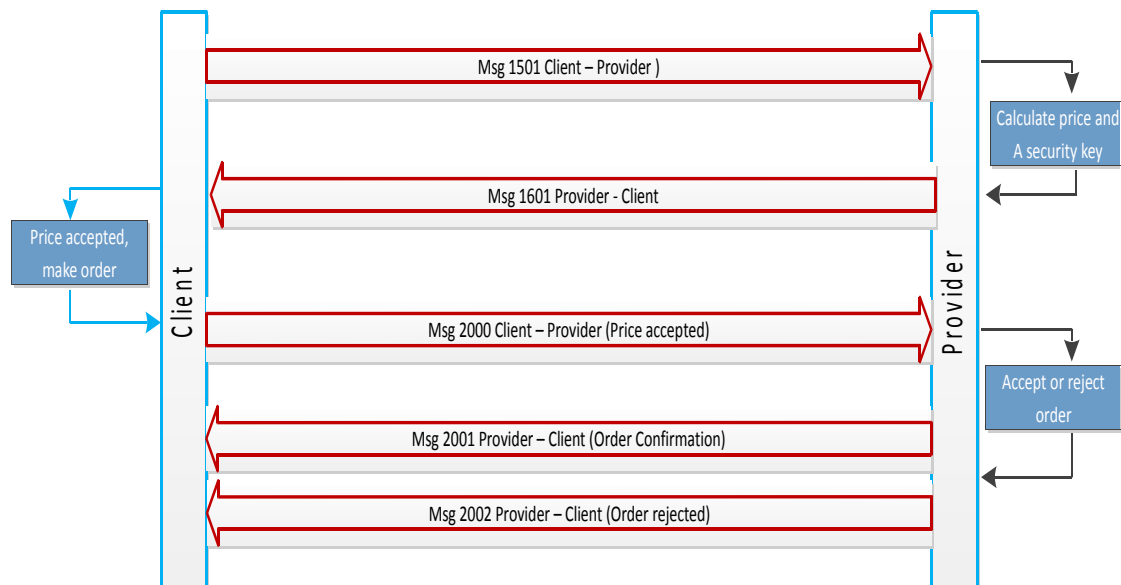 Msg 1501 Client – Provider )
Calculate price and
A security key
Msg 1601 Provider - Client
Price accepted,
make order
Client
Provider
Msg 2000 Client – Provider (Price accepted)
Accept or reject
order
Msg 2001 Provider – Client (Order Confirmation)
Msg 2002 Provider – Client (Order rejected)